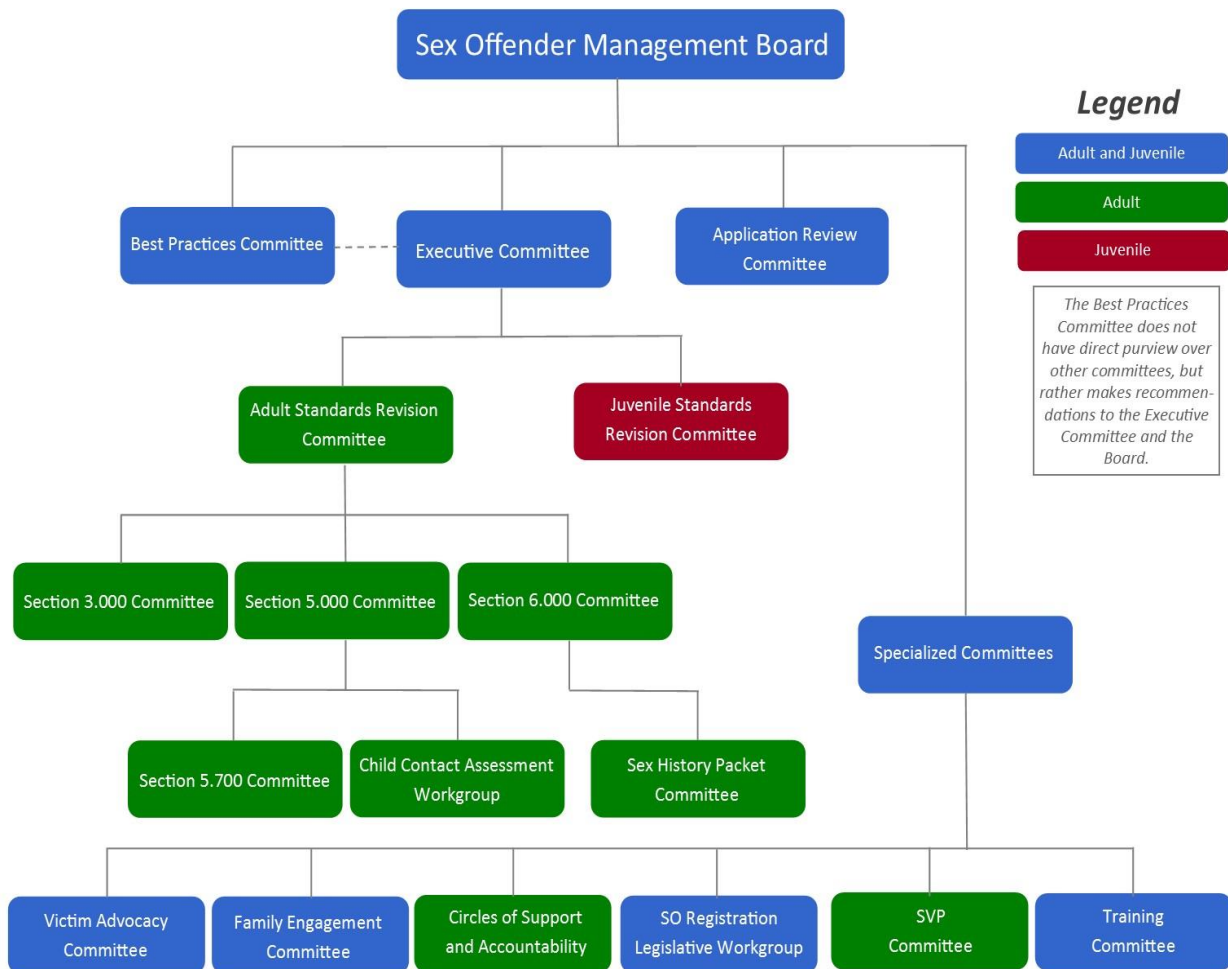 Sex Offender Management Board
Legend
Adult and Juvenile
Adult
Juvenile
The Best Practices
Committee does not
have direct purview over
other committees, but
rather makes recommen-
dations to the Executive
Committee and the
Board.
Best Practices Committee
Executive Committee
Application Review
Committee
Adult Standards Revision
Committee
Juvenile Standards
Revision Committee
Section 3.000 Committee
Section 5.000 Committee
Section 6.000 Committee
Specialized Committees
Section 5.700 Committee
Child Contact Assessment
Workgroup
Sex History Packet
Committee
Victim Advocacy
Committee
Family Engagement
Committee
Circles of Support
and Accountability
SO Registration
Legislative Workgroup
SVP
Committee
Training
Committee